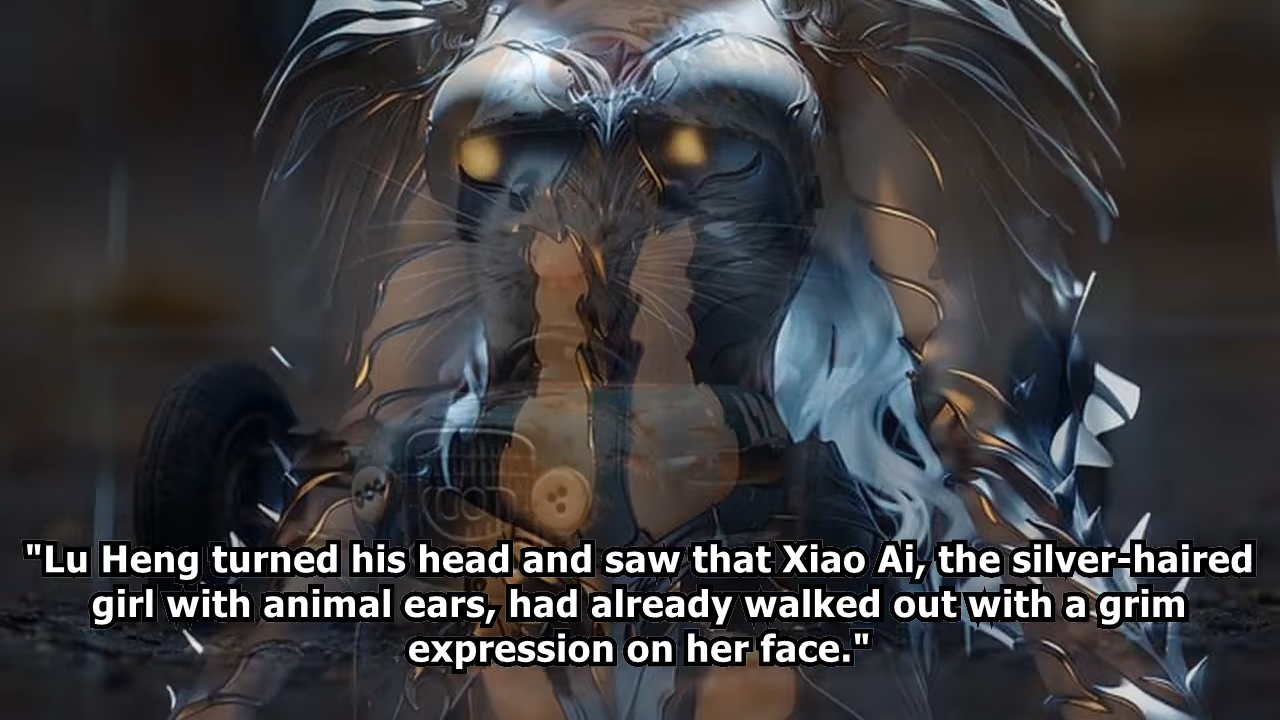 "Lu Heng turned his head and saw that Xiao Ai, the silver-haired
girl with animal ears, had already walked out with a grim
expression on her face."